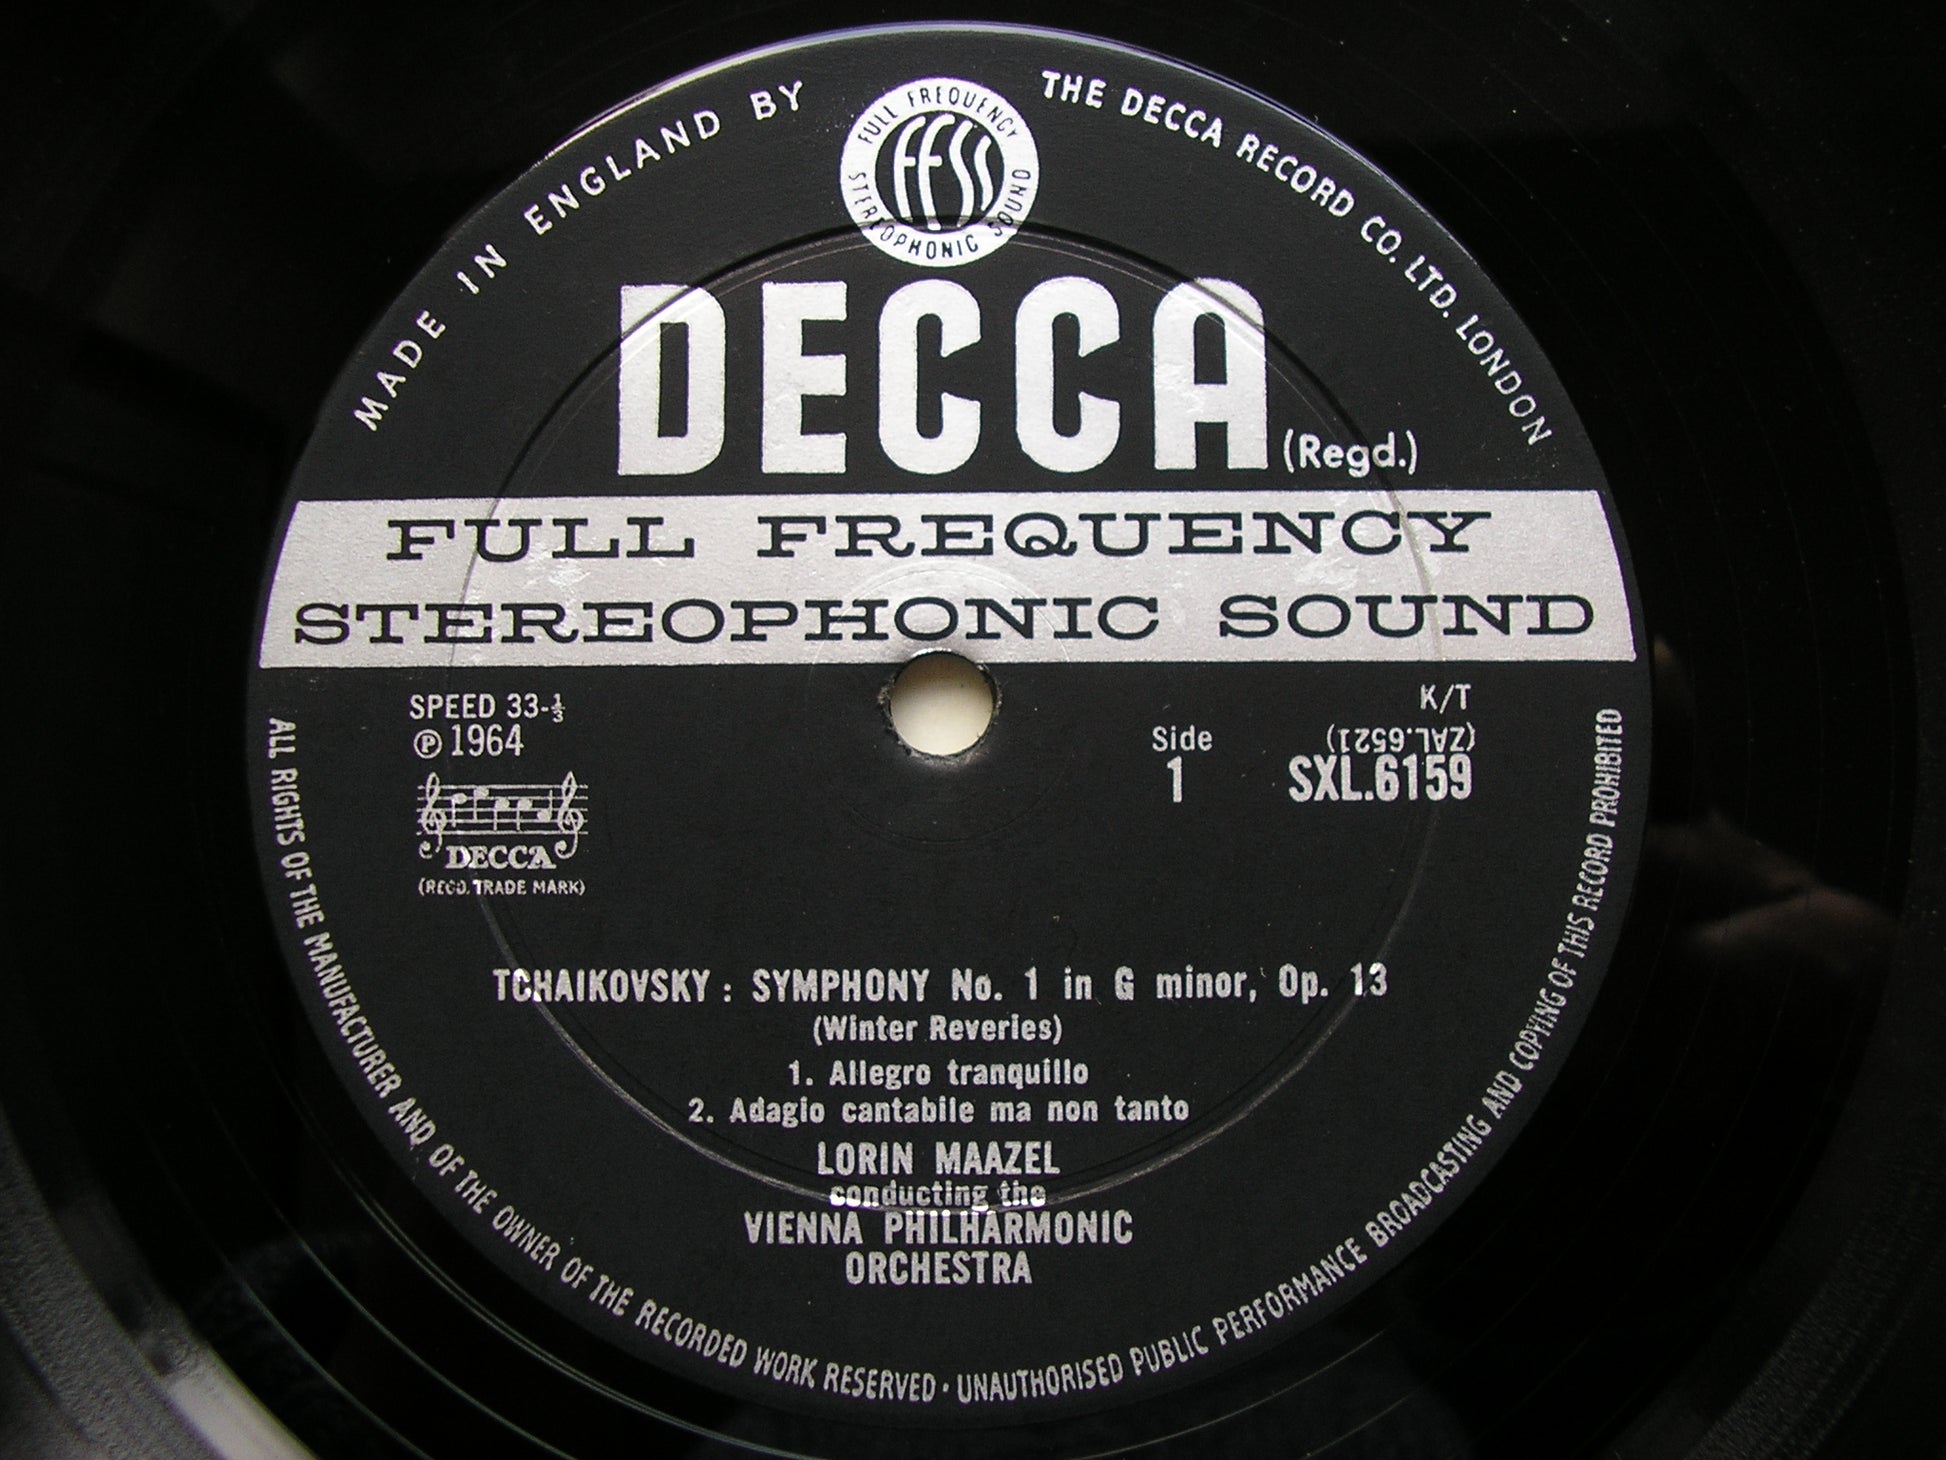 MADE IN ENGLAND BY
THE DECCA RECORD CO. LTD. LONDON
FULL FREQUENCY
ffss
STEREOPHONIC SOUND
DECCA (Regd.)
FULL FREQUENCY
STEREOPHONIC SOUND
SPEED 33-⅓
℗ 1964
DECCA
(REGD. TRADE MARK)
K/T
(ZAL.6521)
Side
1
SXL.6159
TCHAIKOVSKY : SYMPHONY No. 1 in G minor, Op. 13
(Winter Reveries)
1. Allegro tranquillo
2. Adagio cantabile ma non tanto
LORIN MAAZEL
conducting the
VIENNA PHILHARMONIC
ORCHESTRA
ALL RIGHTS OF THE MANUFACTURER AND OF THE OWNER OF THE RECORDED WORK RESERVED · UNAUTHORISED PUBLIC PERFORMANCE BROADCASTING AND COPYING OF THIS RECORD PROHIBITED